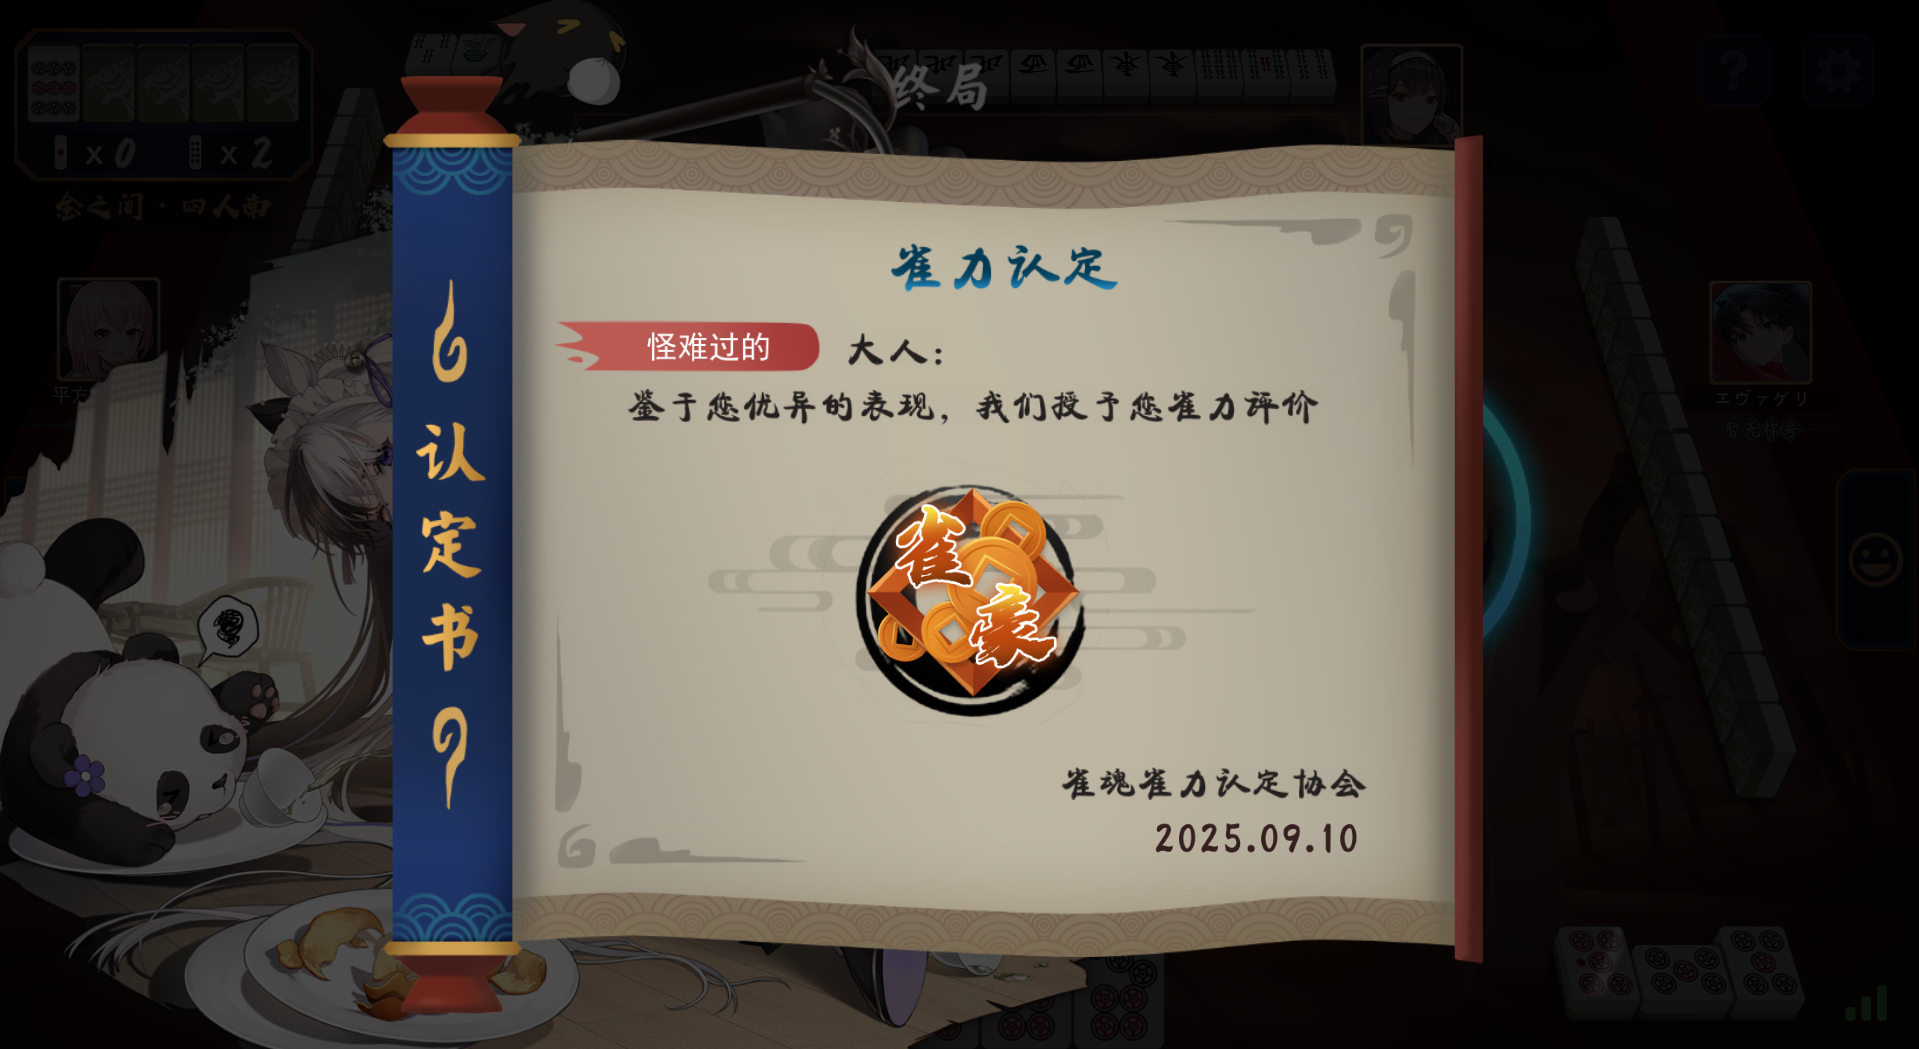 终局
x 0 x 2
金之间·四人南
平方
エヴァゲリ
暂无称号
雀力认定
怪难过的 大人：
鉴于您优异的表现，我们授予您雀力评价
雀豪
认定书
雀魂雀力认定协会
2025.09.10